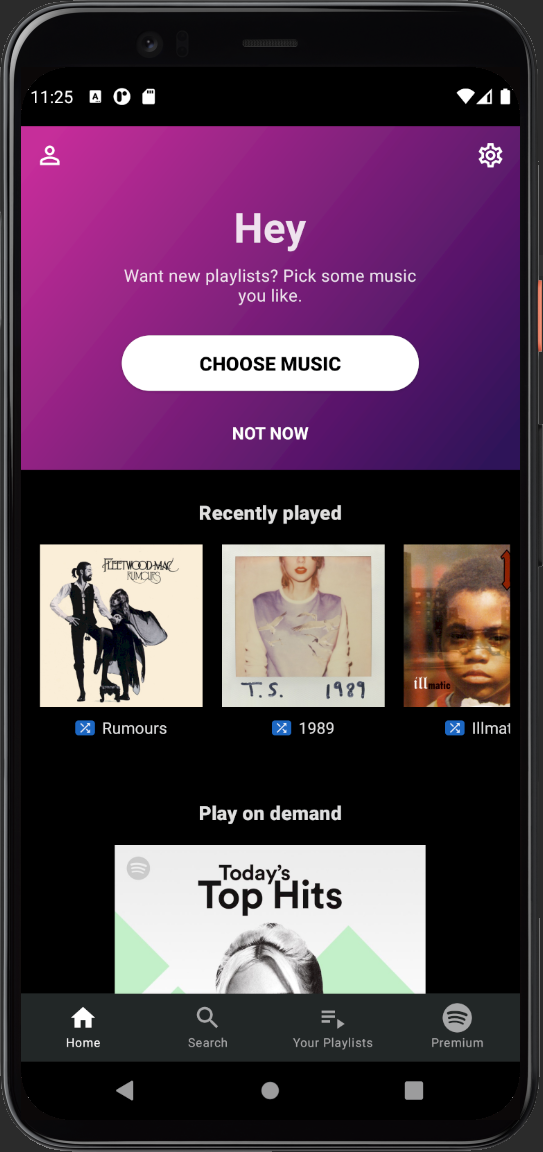 11:25
A
Hey
Want new playlists? Pick some music
you like.
CHOOSE MUSIC
NOT NOW
Recently played
FLEETWOOD MAC
RUMOURS
T.S. 1989
illmatic
Rumours
1989
Illmat
Play on demand
Today's
Top Hits
Home
Search
Your Playlists
Premium